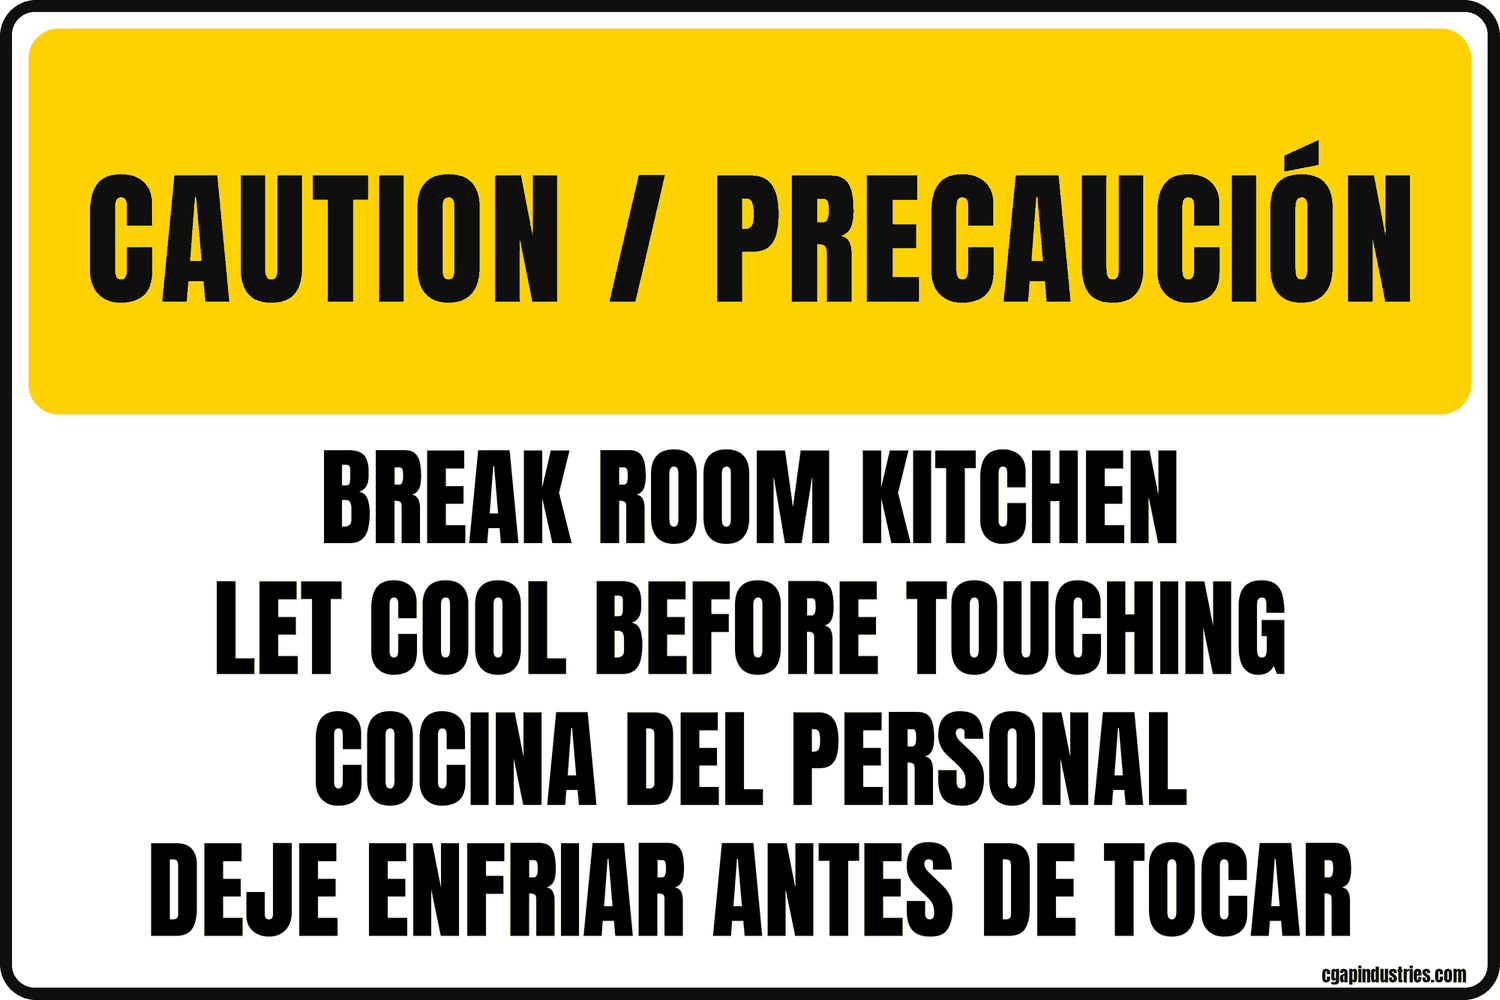 CAUTION / PRECAUCIÓN
BREAK ROOM KITCHEN
LET COOL BEFORE TOUCHING
COCINA DEL PERSONAL
DEJE ENFRIAR ANTES DE TOCAR
cgapindustries.com